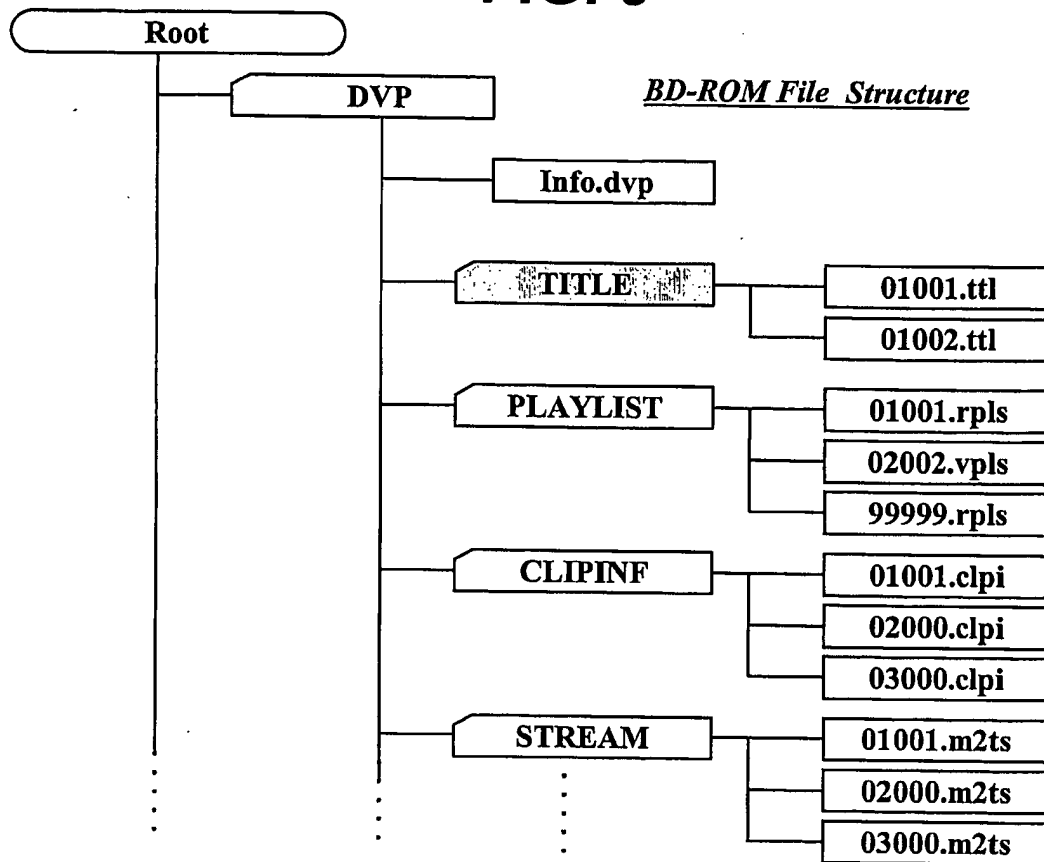 Root
DVP
BD-ROM File Structure
Info.dvp
TITLE
01001.ttl
01002.ttl
PLAYLIST
01001.rpls
02002.vpls
99999.rpls
CLIPINF
01001.clpi
02000.clpi
03000.clpi
STREAM
01001.m2ts
02000.m2ts
03000.m2ts